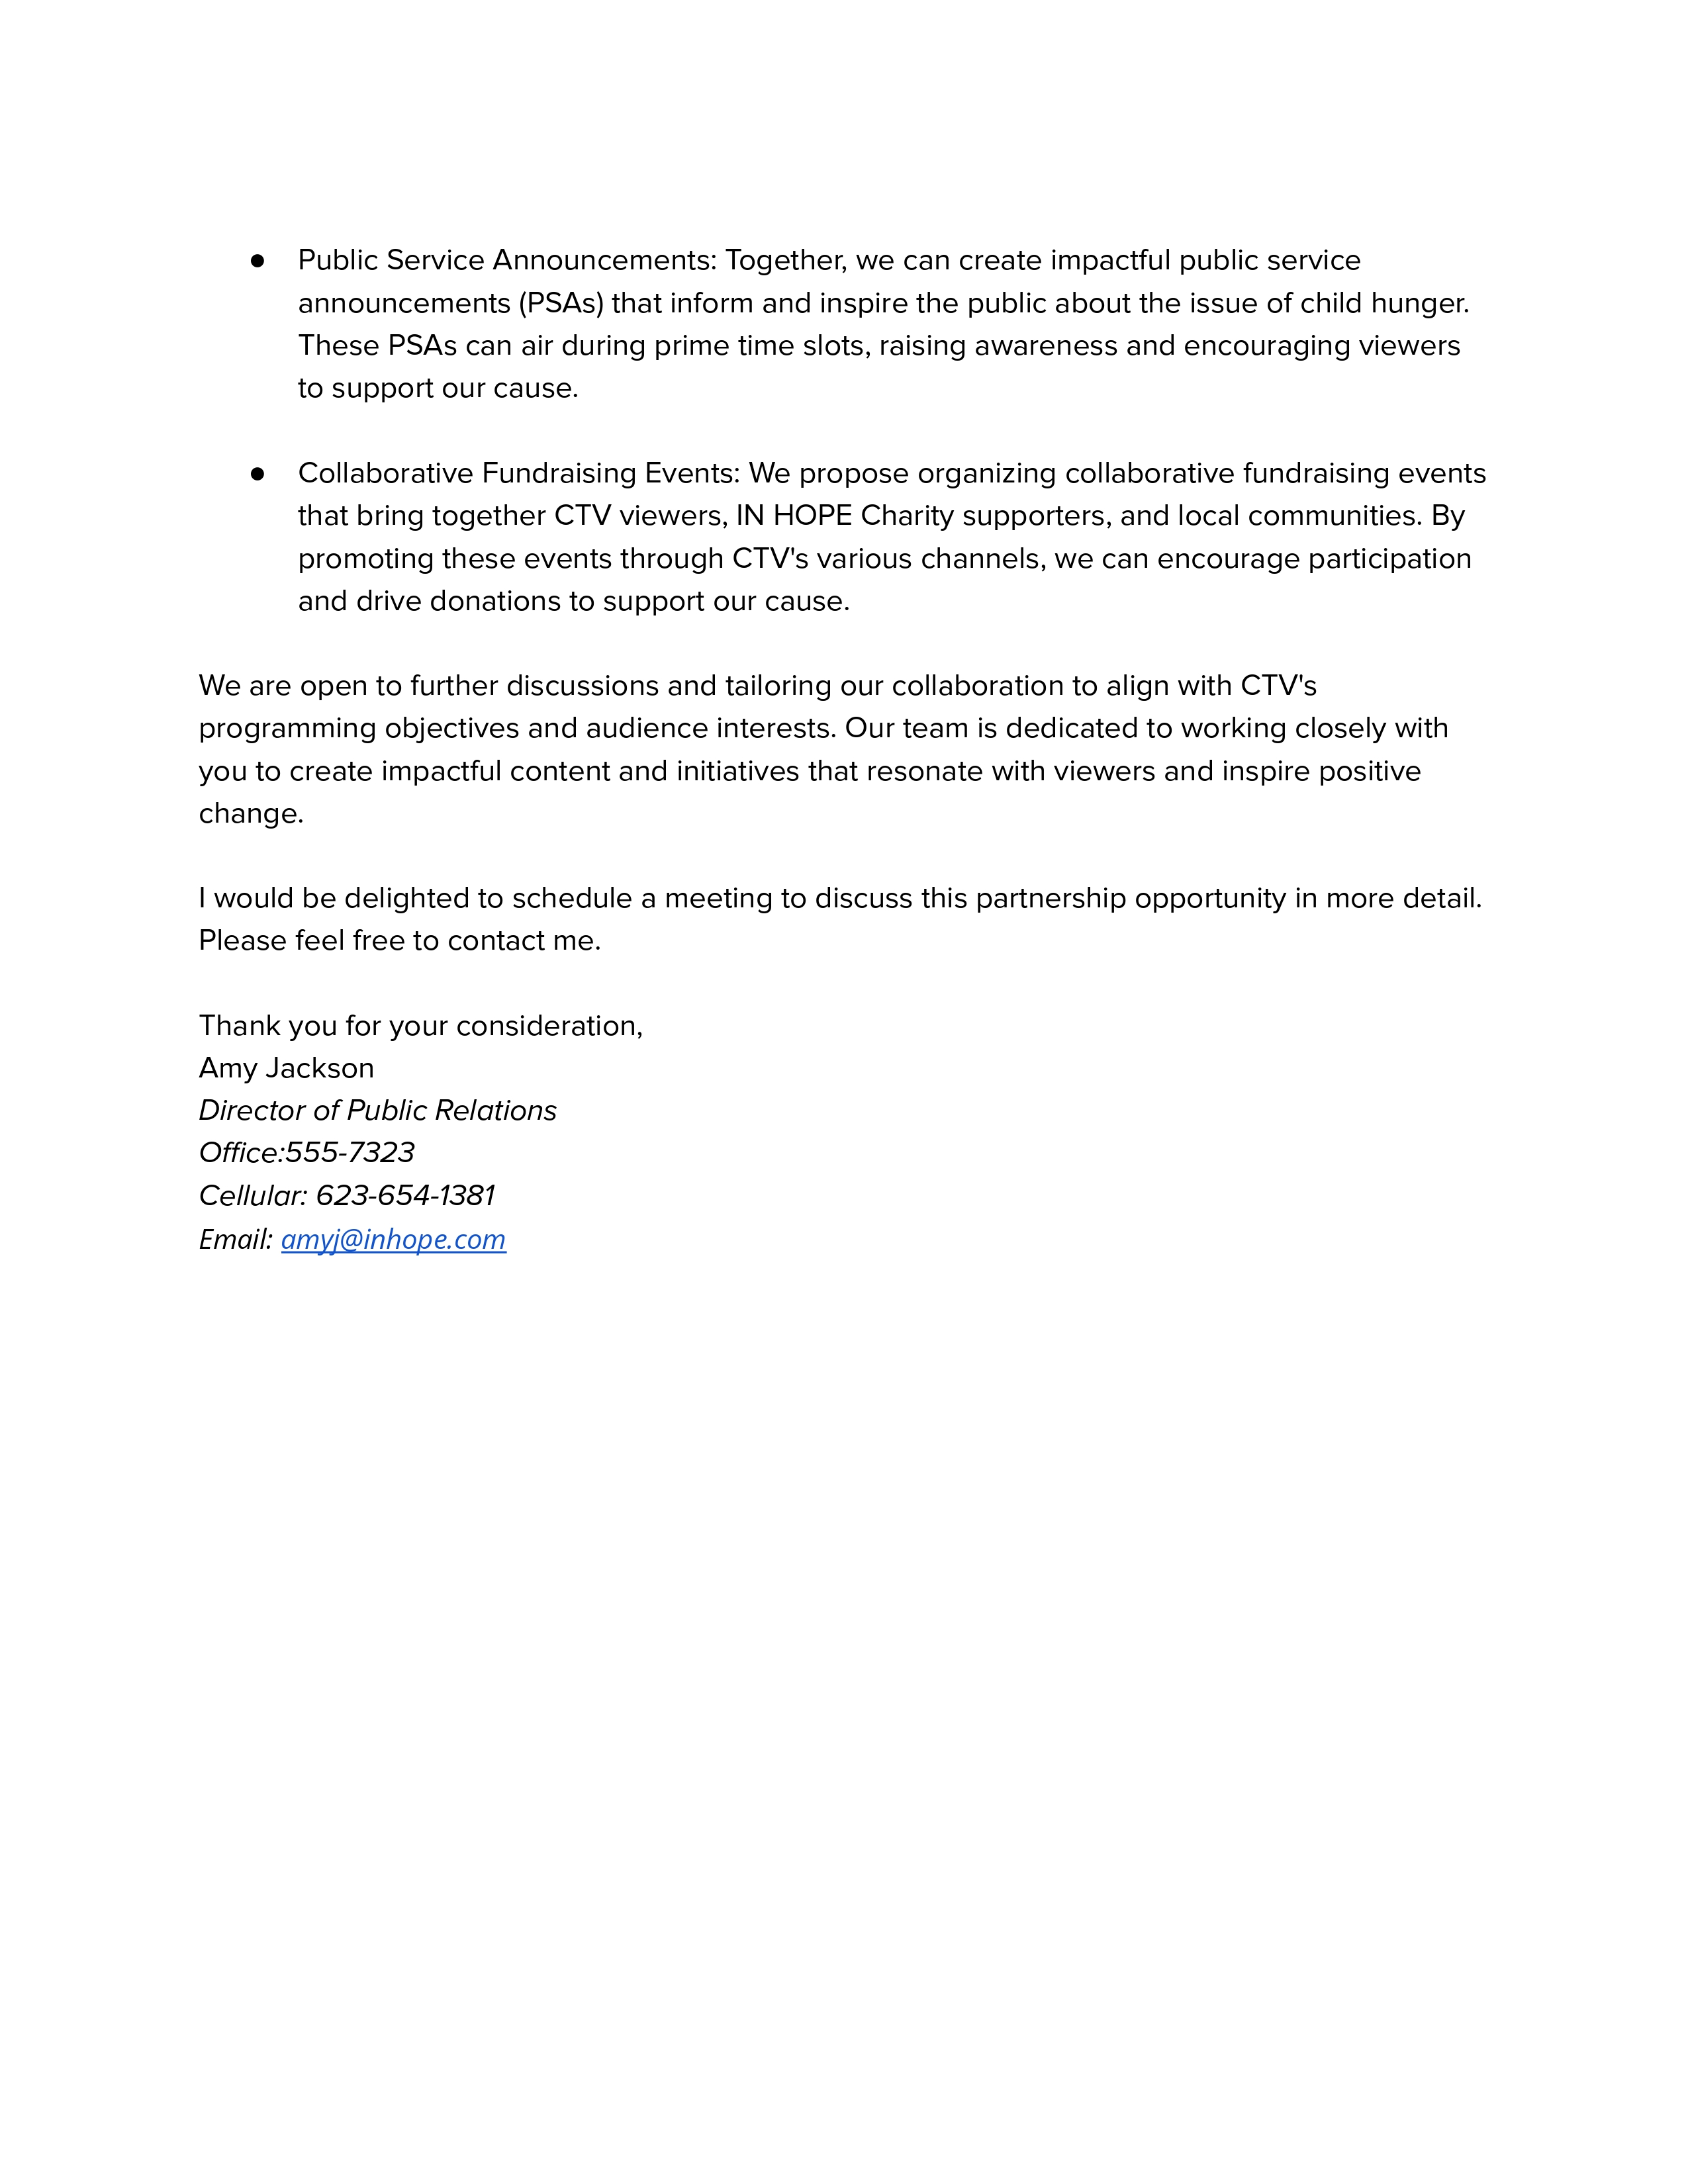 ● Public Service Announcements: Together, we can create impactful public service
announcements (PSAs) that inform and inspire the public about the issue of child hunger.
These PSAs can air during prime time slots, raising awareness and encouraging viewers
to support our cause.
● Collaborative Fundraising Events: We propose organizing collaborative fundraising events
that bring together CTV viewers, IN HOPE Charity supporters, and local communities. By
promoting these events through CTV's various channels, we can encourage participation
and drive donations to support our cause.
We are open to further discussions and tailoring our collaboration to align with CTV's
programming objectives and audience interests. Our team is dedicated to working closely with
you to create impactful content and initiatives that resonate with viewers and inspire positive
change.
I would be delighted to schedule a meeting to discuss this partnership opportunity in more detail.
Please feel free to contact me.
Thank you for your consideration,
Amy Jackson
Director of Public Relations
Office:555-7323
Cellular: 623-654-1381
Email: amyj@inhope.com